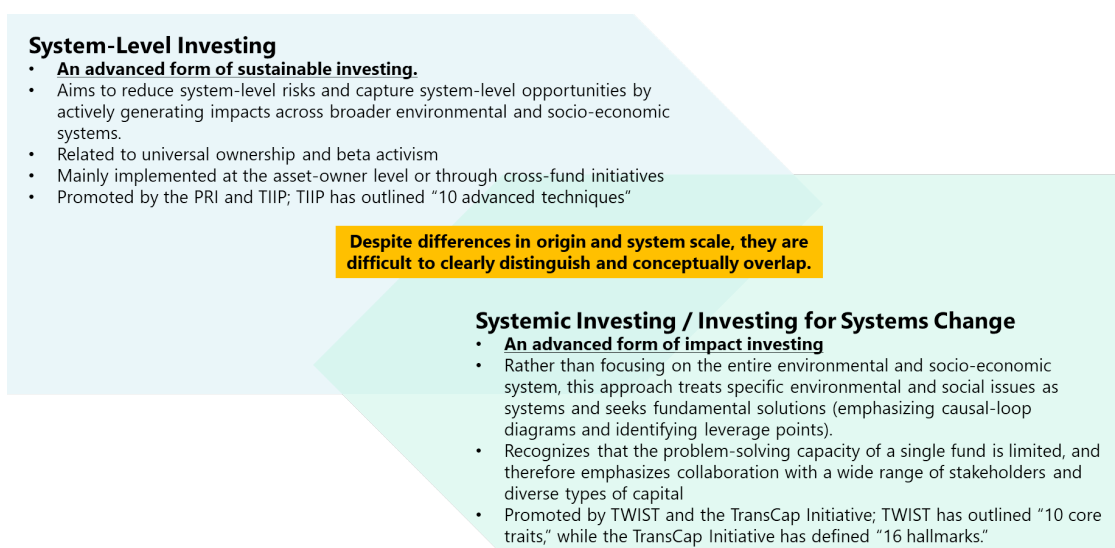 System-Level Investing
• An advanced form of sustainable investing.
• Aims to reduce system-level risks and capture system-level opportunities by
actively generating impacts across broader environmental and socio-economic
systems.
• Related to universal ownership and beta activism
• Mainly implemented at the asset-owner level or through cross-fund initiatives
• Promoted by the PRI and TIIP; TIIP has outlined “10 advanced techniques”
Despite differences in origin and system scale, they are
difficult to clearly distinguish and conceptually overlap.
Systemic Investing / Investing for Systems Change
• An advanced form of impact investing
• Rather than focusing on the entire environmental and socio-economic
system, this approach treats specific environmental and social issues as
systems and seeks fundamental solutions (emphasizing causal-loop
diagrams and identifying leverage points).
• Recognizes that the problem-solving capacity of a single fund is limited, and
therefore emphasizes collaboration with a wide range of stakeholders and
diverse types of capital
• Promoted by TWIST and the TransCap Initiative; TWIST has outlined “10 core
traits,” while the TransCap Initiative has defined “16 hallmarks.”